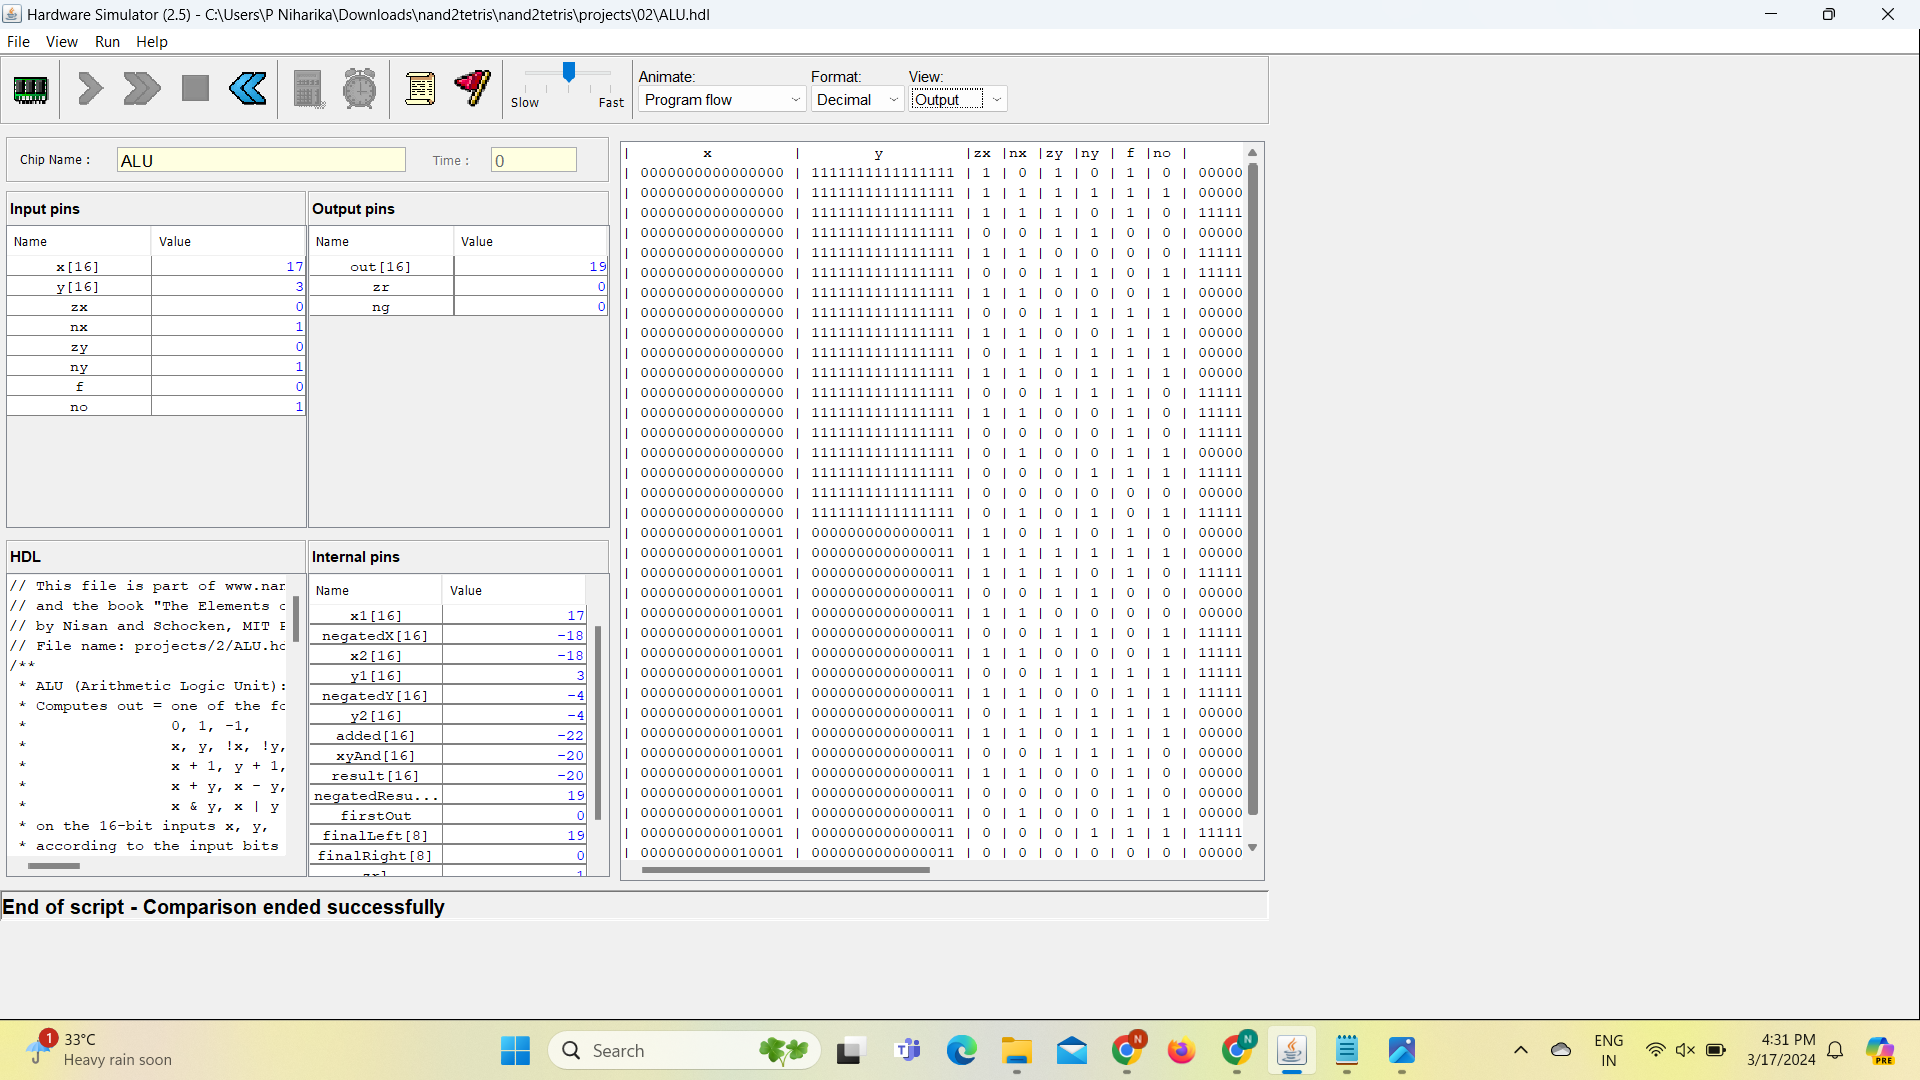 Hardware Simulator (2.5) - C:\Users\P Niharika\Downloads\nand2tetris\nand2tetris\projects\02\ALU.hdl
File View Run Help
Slow Fast
Animate:
Program flow
Format:
Decimal
View:
Output
Chip Name : ALU Time : 0
Input pins
Name Value
x[16] 17
y[16] 3
zx 0
nx 1
zy 0
ny 1
f 0
no 1
Output pins
Name Value
out[16] 19
zr 0
ng 0
HDL
// This file is part of www.nan
// and the book "The Elements o
// by Nisan and Schocken, MIT P
// File name: projects/2/ALU.hd
/**
* ALU (Arithmetic Logic Unit):
* Computes out = one of the fo
* 0, 1, -1,
* x, y, !x, !y,
* x + 1, y + 1,
* x + y, x - y,
* x & y, x | y
* on the 16-bit inputs x, y,
* according to the input bits
Internal pins
Name Value
x1[16] 17
negatedX[16] -18
x2[16] -18
y1[16] 3
negatedY[16] -4
y2[16] -4
added[16] -22
xyAnd[16] -20
result[16] -20
negatedResu... 19
firstOut 0
finalLeft[8] 19
finalRight[8] 0
| x | y |zx |nx |zy |ny | f |no |
| 0000000000000000 | 1111111111111111 | 1 | 0 | 1 | 0 | 1 | 0 | 00000
| 0000000000000000 | 1111111111111111 | 1 | 1 | 1 | 1 | 1 | 1 | 00000
| 0000000000000000 | 1111111111111111 | 1 | 1 | 1 | 0 | 1 | 0 | 11111
| 0000000000000000 | 1111111111111111 | 0 | 0 | 1 | 1 | 0 | 0 | 00000
| 0000000000000000 | 1111111111111111 | 1 | 1 | 0 | 0 | 0 | 0 | 11111
| 0000000000000000 | 1111111111111111 | 0 | 0 | 1 | 1 | 0 | 1 | 11111
| 0000000000000000 | 1111111111111111 | 1 | 1 | 0 | 0 | 0 | 1 | 00000
| 0000000000000000 | 1111111111111111 | 0 | 0 | 1 | 1 | 1 | 1 | 00000
| 0000000000000000 | 1111111111111111 | 1 | 1 | 0 | 0 | 1 | 1 | 00000
| 0000000000000000 | 1111111111111111 | 0 | 1 | 1 | 1 | 1 | 1 | 00000
| 0000000000000000 | 1111111111111111 | 1 | 1 | 0 | 1 | 1 | 1 | 00000
| 0000000000000000 | 1111111111111111 | 0 | 0 | 1 | 1 | 1 | 0 | 11111
| 0000000000000000 | 1111111111111111 | 1 | 1 | 0 | 0 | 1 | 0 | 11111
| 0000000000000000 | 1111111111111111 | 0 | 0 | 0 | 0 | 1 | 0 | 11111
| 0000000000000000 | 1111111111111111 | 0 | 1 | 0 | 0 | 1 | 1 | 00000
| 0000000000000000 | 1111111111111111 | 0 | 0 | 0 | 1 | 1 | 1 | 11111
| 0000000000000000 | 1111111111111111 | 0 | 0 | 0 | 0 | 0 | 0 | 00000
| 0000000000000000 | 1111111111111111 | 0 | 1 | 0 | 1 | 0 | 1 | 11111
| 0000000000010001 | 0000000000000011 | 1 | 0 | 1 | 0 | 1 | 0 | 00000
| 0000000000010001 | 0000000000000011 | 1 | 1 | 1 | 1 | 1 | 1 | 00000
| 0000000000010001 | 0000000000000011 | 1 | 1 | 1 | 0 | 1 | 0 | 11111
| 0000000000010001 | 0000000000000011 | 0 | 0 | 1 | 1 | 0 | 0 | 00000
| 0000000000010001 | 0000000000000011 | 1 | 1 | 0 | 0 | 0 | 0 | 00000
| 0000000000010001 | 0000000000000011 | 0 | 0 | 1 | 1 | 0 | 1 | 11111
| 0000000000010001 | 0000000000000011 | 1 | 1 | 0 | 0 | 0 | 1 | 11111
| 0000000000010001 | 0000000000000011 | 0 | 0 | 1 | 1 | 1 | 1 | 11111
| 0000000000010001 | 0000000000000011 | 1 | 1 | 0 | 0 | 1 | 1 | 11111
| 0000000000010001 | 0000000000000011 | 0 | 1 | 1 | 1 | 1 | 1 | 00000
| 0000000000010001 | 0000000000000011 | 1 | 1 | 0 | 1 | 1 | 1 | 00000
| 0000000000010001 | 0000000000000011 | 0 | 0 | 1 | 1 | 1 | 0 | 00000
| 0000000000010001 | 0000000000000011 | 1 | 1 | 0 | 0 | 1 | 0 | 00000
| 0000000000010001 | 0000000000000011 | 0 | 0 | 0 | 0 | 1 | 0 | 00000
| 0000000000010001 | 0000000000000011 | 0 | 1 | 0 | 0 | 1 | 1 | 00000
| 0000000000010001 | 0000000000000011 | 0 | 0 | 0 | 1 | 1 | 1 | 11111
| 0000000000010001 | 0000000000000011 | 0 | 0 | 0 | 0 | 0 | 0 | 00000
End of script - Comparison ended successfully
1
33°C
Heavy rain soon
Search
N
N
ENG
IN
4:31 PM
3/17/2024
PRE